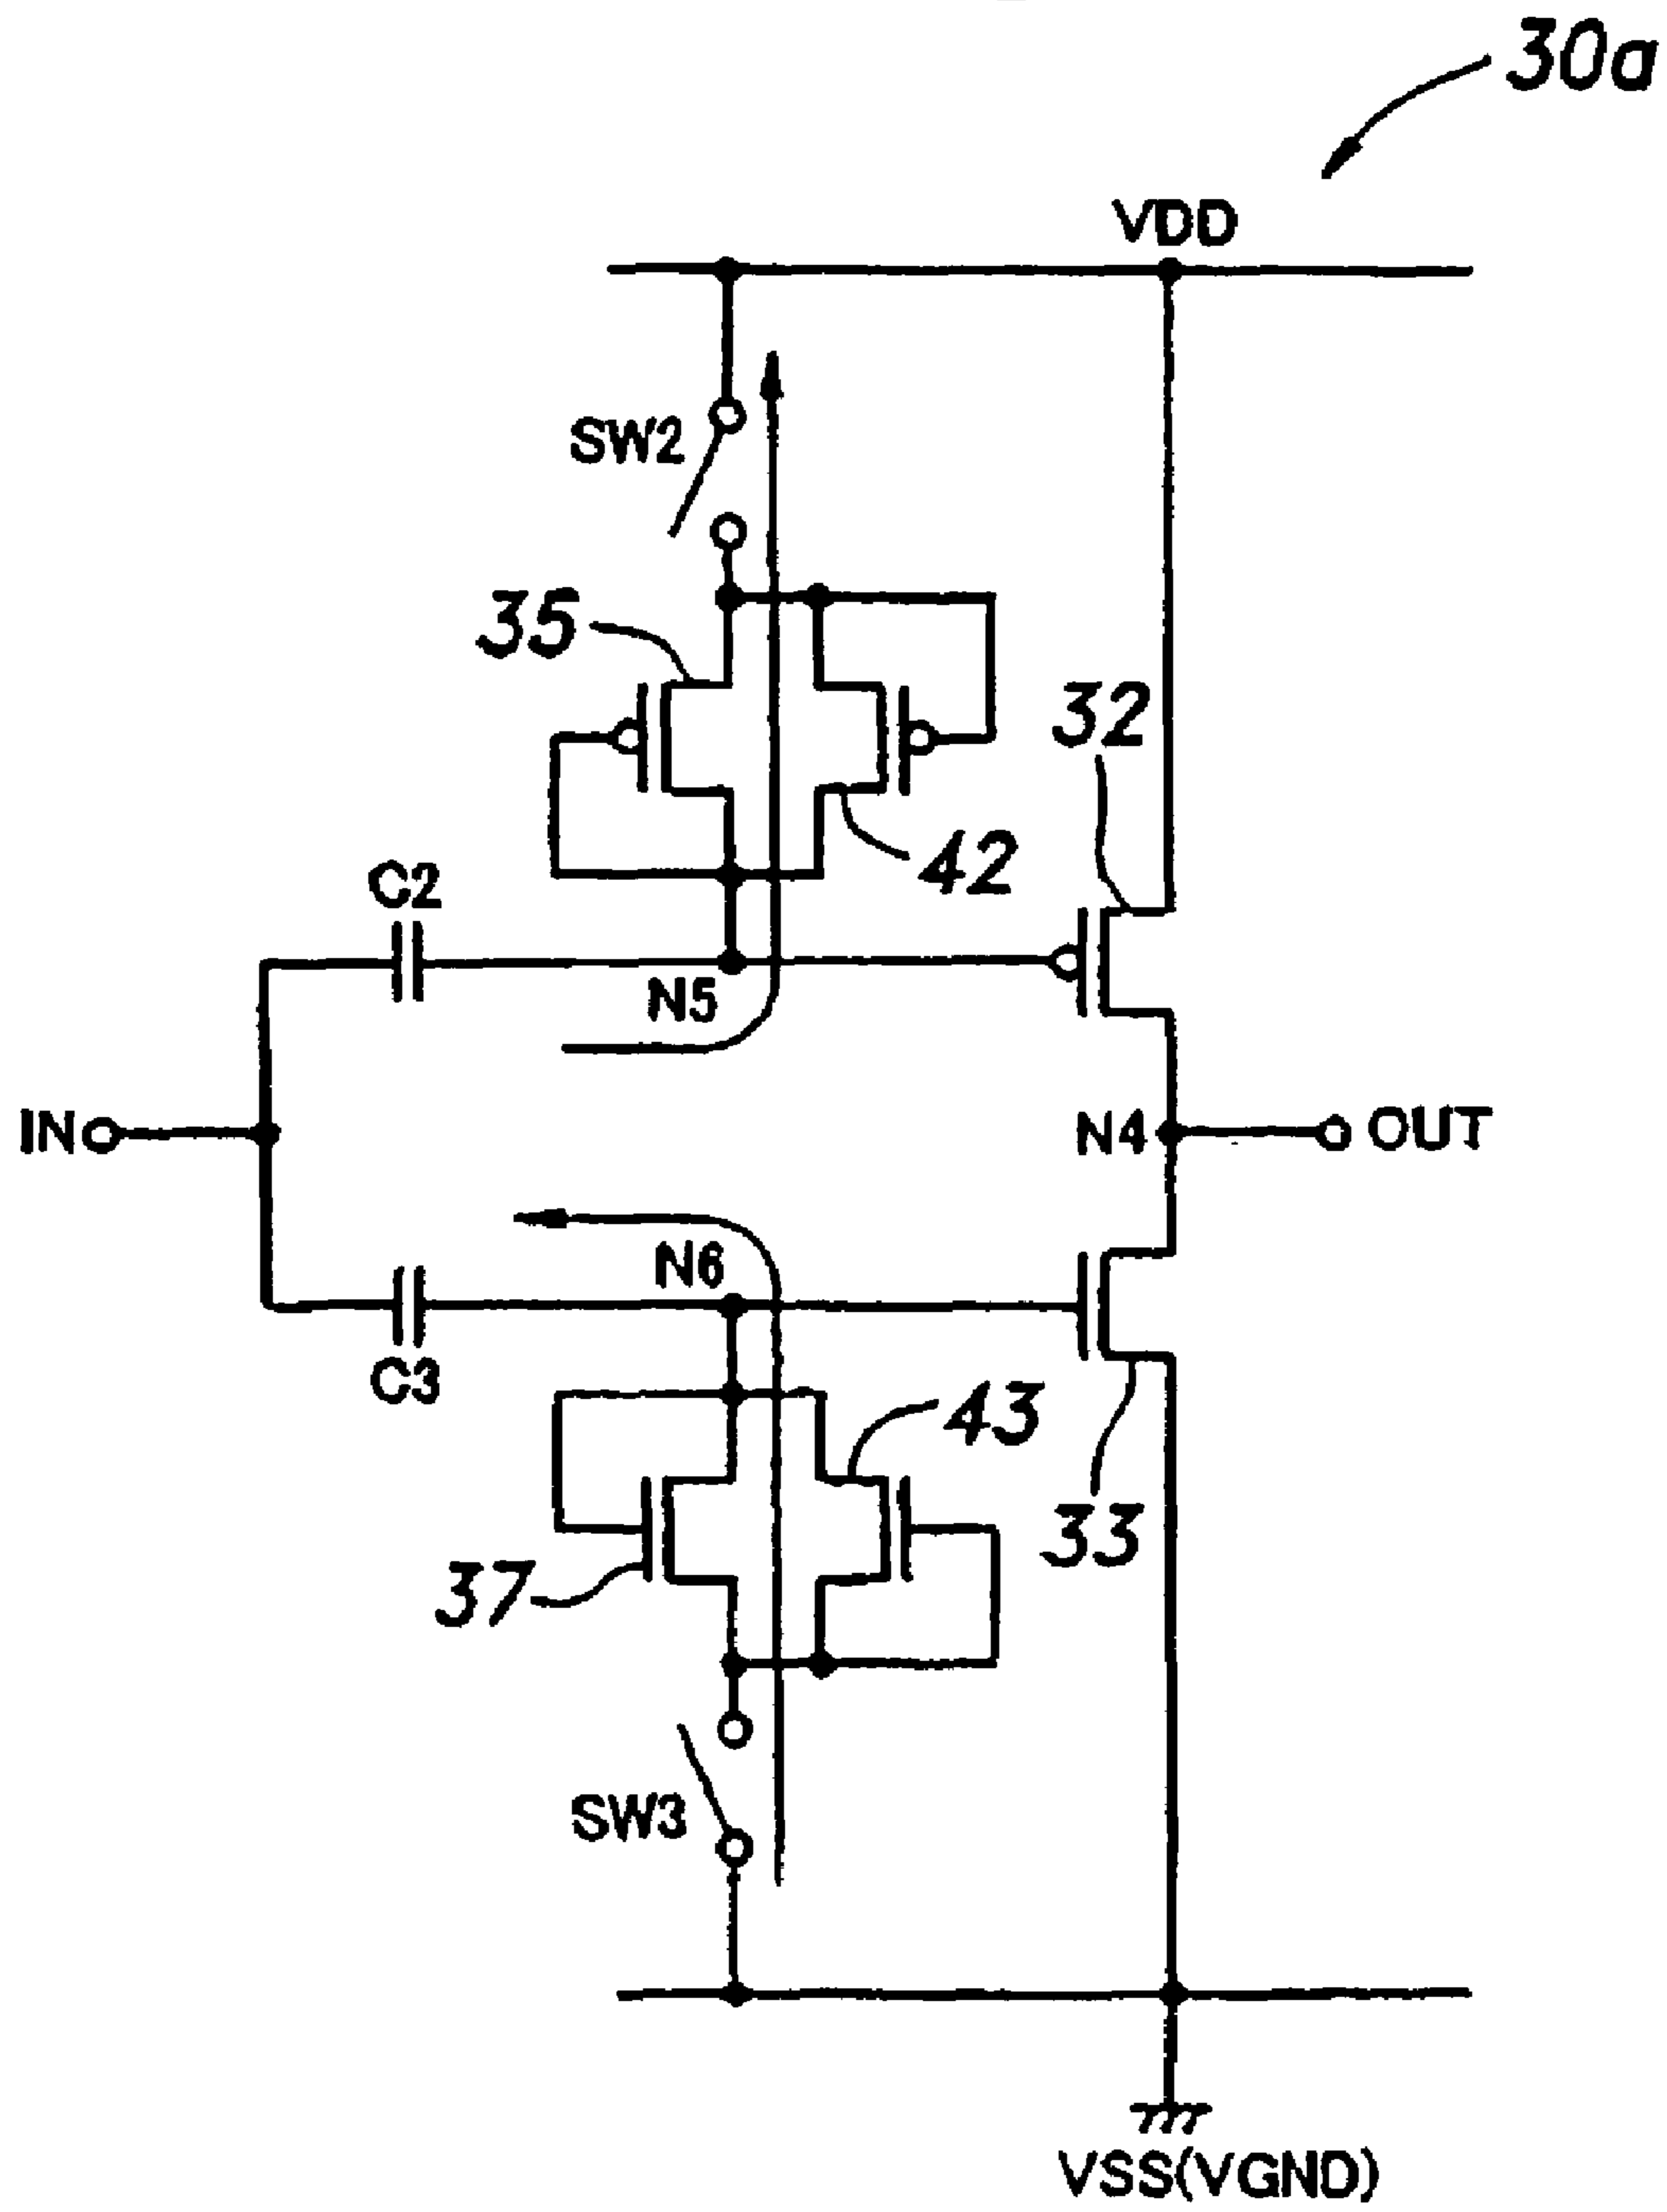 30a
VDD
SW2
35
32
42
C2
N5
IN
N4
OUT
N6
C3
43
33
37
SW3
VSS(VGND)